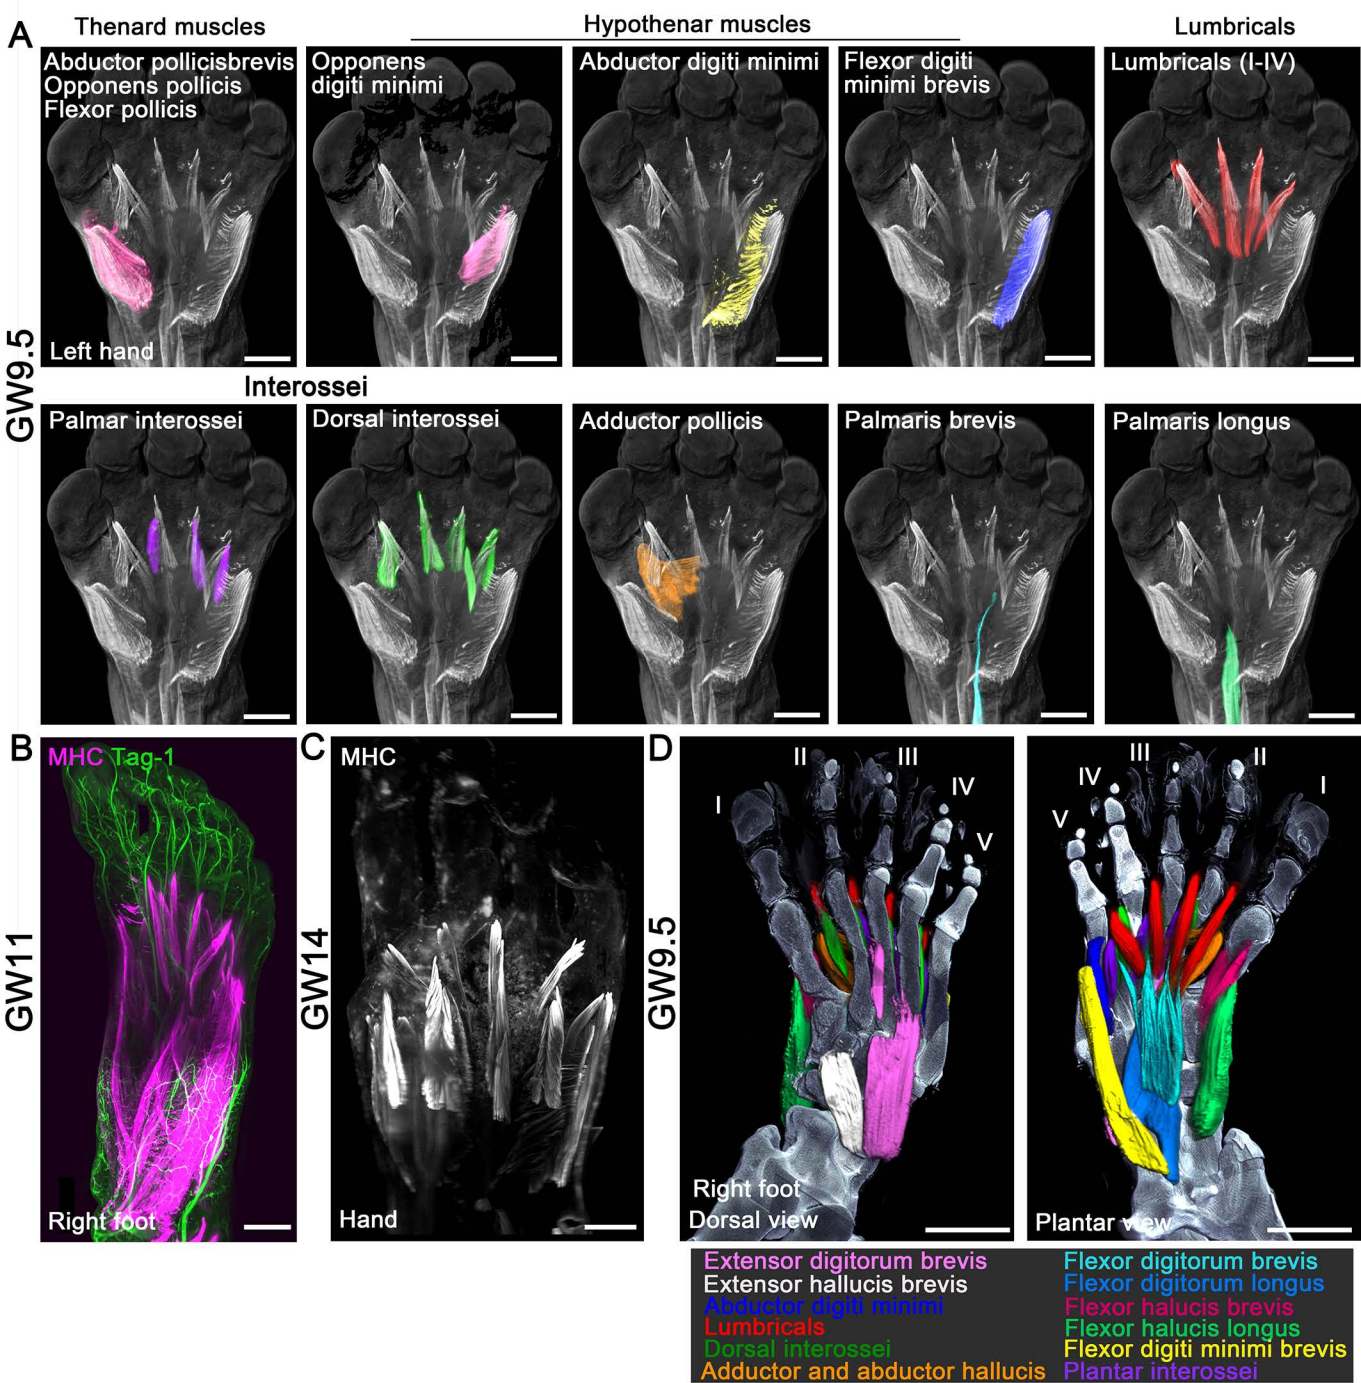 A
Thenard muscles
Hypothenar muscles
Lumbricals
Abductor pollicisbrevis
Opponens pollicis
Flexor pollicis
Left hand
Opponens
digiti minimi
Abductor digiti minimi
Flexor digiti
minimi brevis
Lumbricals (I-IV)
GW9.5
Interossei
Palmar interossei
Dorsal interossei
Adductor pollicis
Palmaris brevis
Palmaris longus
B
MHC Tag-1
GW11
Right foot
C
MHC
GW14
Hand
D
GW9.5
I
II
III
IV
V
Right foot
Dorsal view
V
IV
III
II
I
Plantar view
Extensor digitorum brevis
Extensor hallucis brevis
Abductor digiti minimi
Lumbricals
Dorsal interossei
Adductor and abductor hallucis
Flexor digitorum brevis
Flexor digitorum longus
Flexor halucis brevis
Flexor halucis longus
Flexor digiti minimi brevis
Plantar interossei